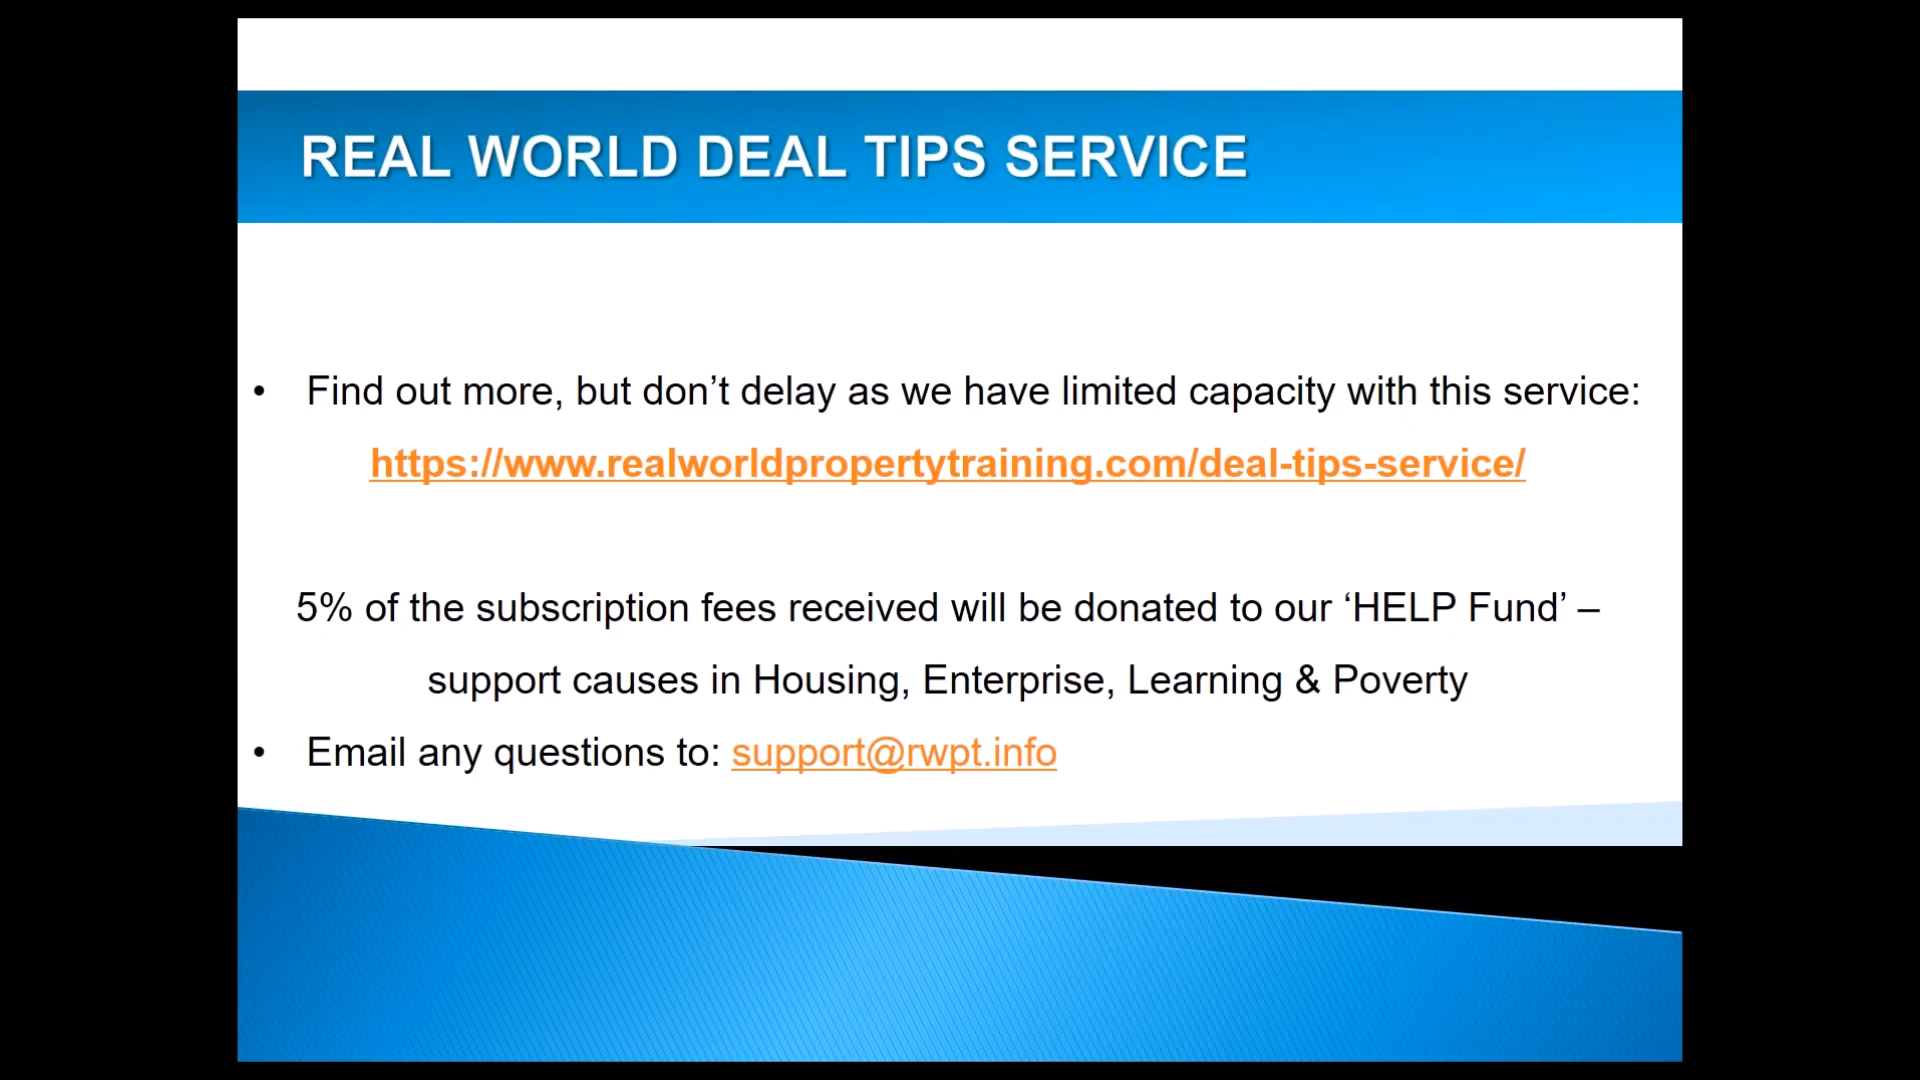 REAL WORLD DEAL TIPS SERVICE
• Find out more, but don’t delay as we have limited capacity with this service:
https://www.realworldpropertytraining.com/deal-tips-service/
5% of the subscription fees received will be donated to our ‘HELP Fund’ –
support causes in Housing, Enterprise, Learning & Poverty
• Email any questions to: support@rwpt.info